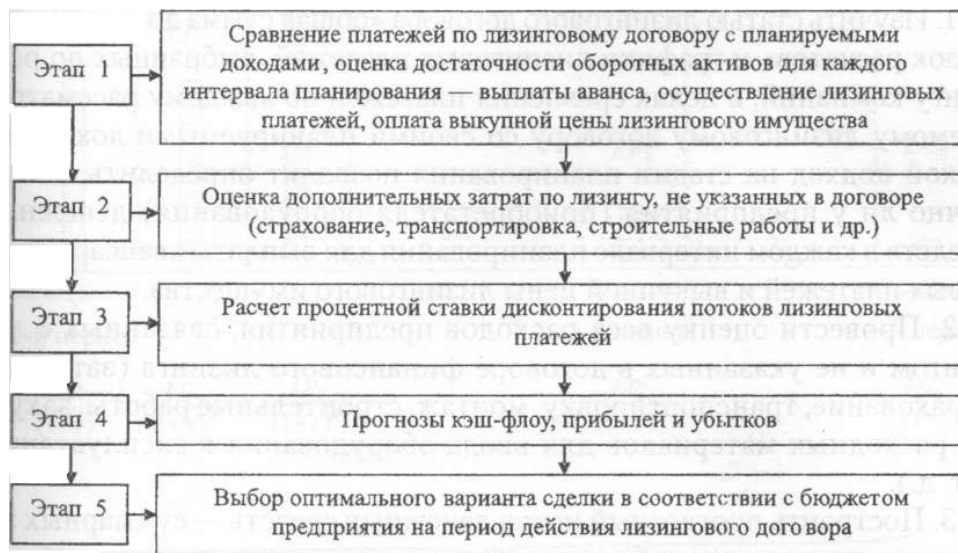 Этап 1
Сравнение платежей по лизинговому договору с планируемыми
доходами, оценка достаточности оборотных активов для каждого
интервала планирования — выплаты аванса, осуществление лизинговых
платежей, оплата выкупной цены лизингового имущества
Этап 2
Оценка дополнительных затрат по лизингу, не указанных в договоре
(страхование, транспортировка, строительные работы и др.)
Этап 3
Расчет процентной ставки дисконтирования потоков лизинговых
платежей
Этап 4
Прогнозы кэш-флоу, прибылей и убытков
Этап 5
Выбор оптимального варианта сделки в соответствии с бюджетом
предприятия на период действия лизингового договора